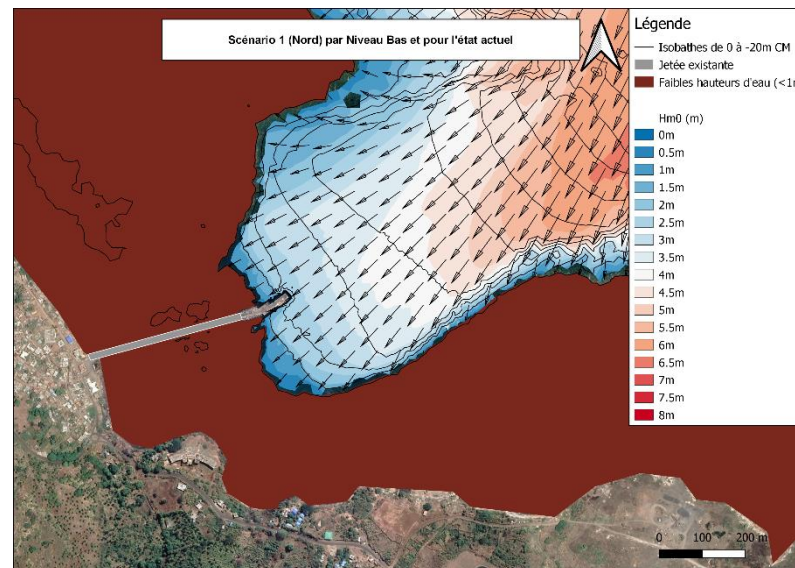 Scénario 1 (Nord) par Niveau Bas et pour l'état actuel
Légende
Isobathes de 0 à -20m CM
Jetée existante
Faibles hauteurs d'eau (<1m
Hm0 (m)
0m
0.5m
1m
1.5m
2m
2.5m
3m
3.5m
4m
4.5m
5m
5.5m
6m
6.5m
7m
7.5m
8m
0 100 200 m